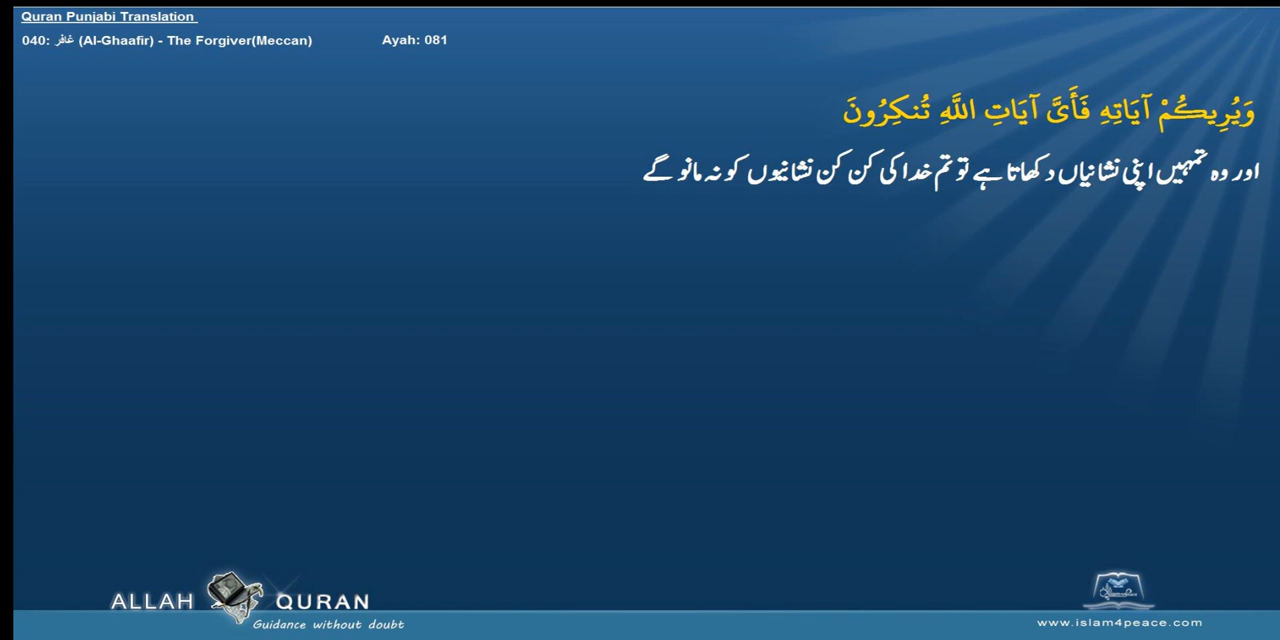 Quran Punjabi Translation
040: غافر (Al-Ghaafir) - The Forgiver(Meccan) Ayah: 081
وَيُرِيكُمْ آيَاتِهِ فَأَيَّ آيَاتِ اللَّهِ تُنكِرُونَ
اور وہ تمہیں اپنی نشانیاں دکھاتا ہے تو تم خدا کی کن کن نشانیوں کو نہ مانو گے
ALLAH QURAN
Guidance without doubt
www.islam4peace.com